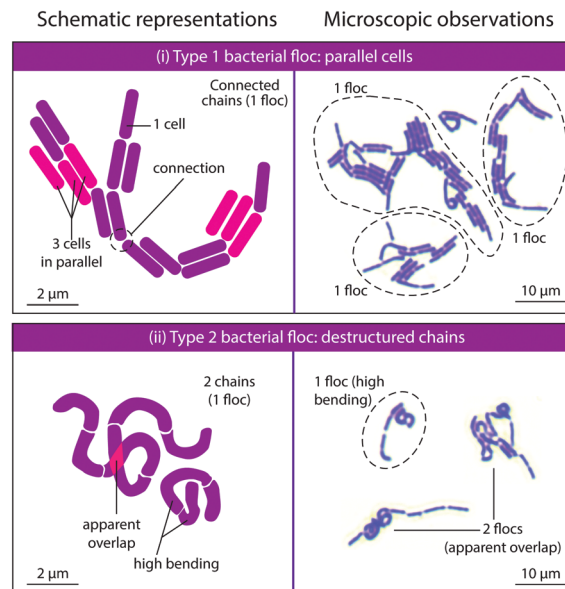 Schematic representations
Microscopic observations
(i) Type 1 bacterial floc: parallel cells
Connected
chains (1 floc)
1 cell
connection
3 cells
in parallel
2 μm
1 floc
1 floc
1 floc
10 μm
(ii) Type 2 bacterial floc: destructured chains
2 chains
(1 floc)
apparent
overlap
high bending
2 μm
1 floc (high
bending)
2 flocs
(apparent overlap)
10 μm